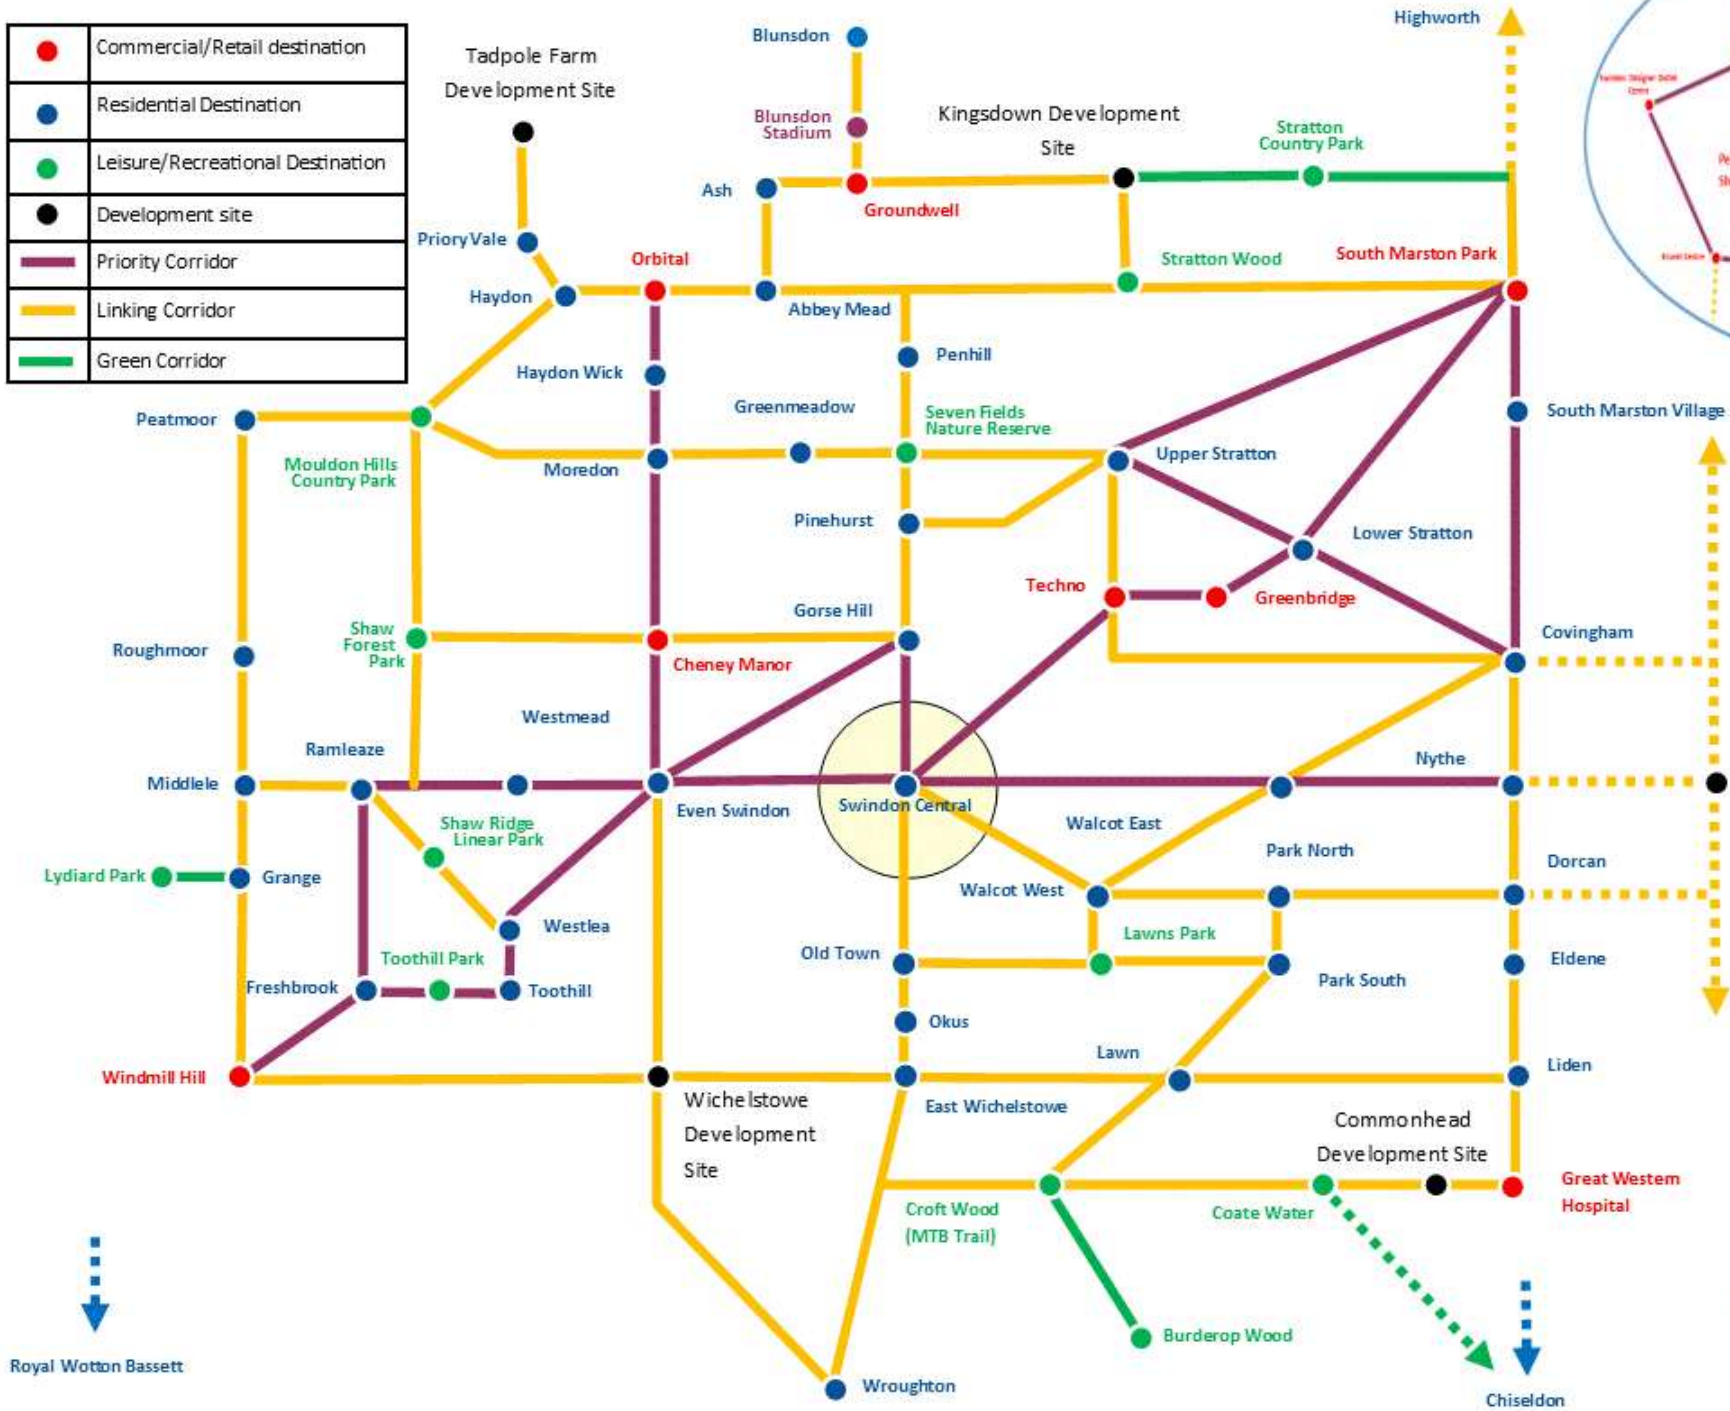 Commercial/Retail destination
Residential Destination
Leisure/Recreational Destination
Development site
Priority Corridor
Linking Corridor
Green Corridor
Tadpole Farm
Development Site
Blunsdon
Blunsdon
Stadium
Kingsdown Development
Site
Stratton
Country Park
Highworth
Ash
Groundwell
Priory Vale
Orbital
Stratton Wood
South Marston Park
Haydon
Abbey Mead
Haydon Wick
Penhill
Greenmeadow
Seven Fields
Nature Reserve
South Marston Village
Peatmoor
Mouldon Hills
Country Park
Moredon
Upper Stratton
Pinehurst
Lower Stratton
Techno
Greenbridge
Gorse Hill
Covingham
Roughmoor
Shaw
Forest
Park
Cheney Manor
Westmead
Ramleaze
Middlele
Nythe
Even Swindon
Swindon Central
Shaw Ridge
Linear Park
Walcot East
Park North
Dorcan
Lydiard Park
Grange
Walcot West
Westlea
Lawns Park
Old Town
Toothill Park
Eldene
Freshbrook
Toothill
Park South
Okus
Lawn
Liden
Windmill Hill
Wichelstowe
Development
Site
East Wichelstowe
Commonhead
Development Site
Great Western
Hospital
Croft Wood
(MTB Trail)
Coate Water
Burderop Wood
Royal Wotton Bassett
Wroughton
Chiseldon